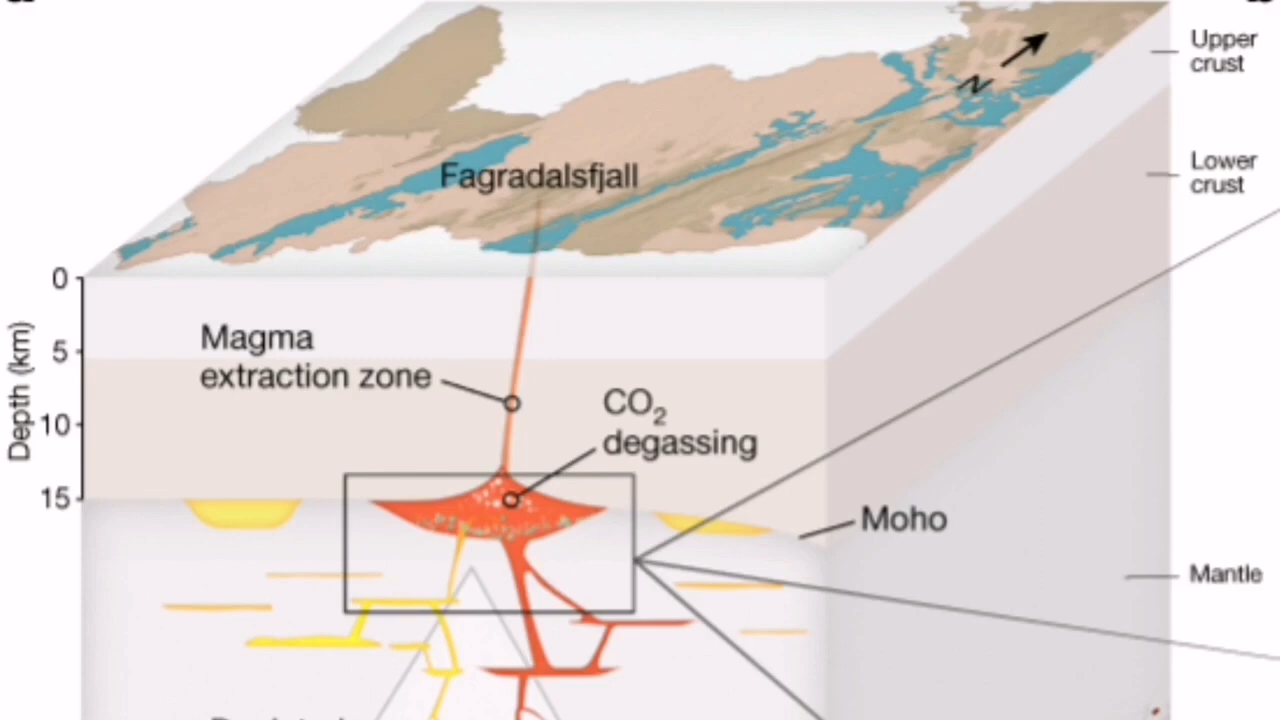 Upper
crust
N
Lower
crust
Fagradalsfjall
0
Magma
extraction zone
5
Depth (km)
CO₂
degassing
10
15
Moho
Mantle